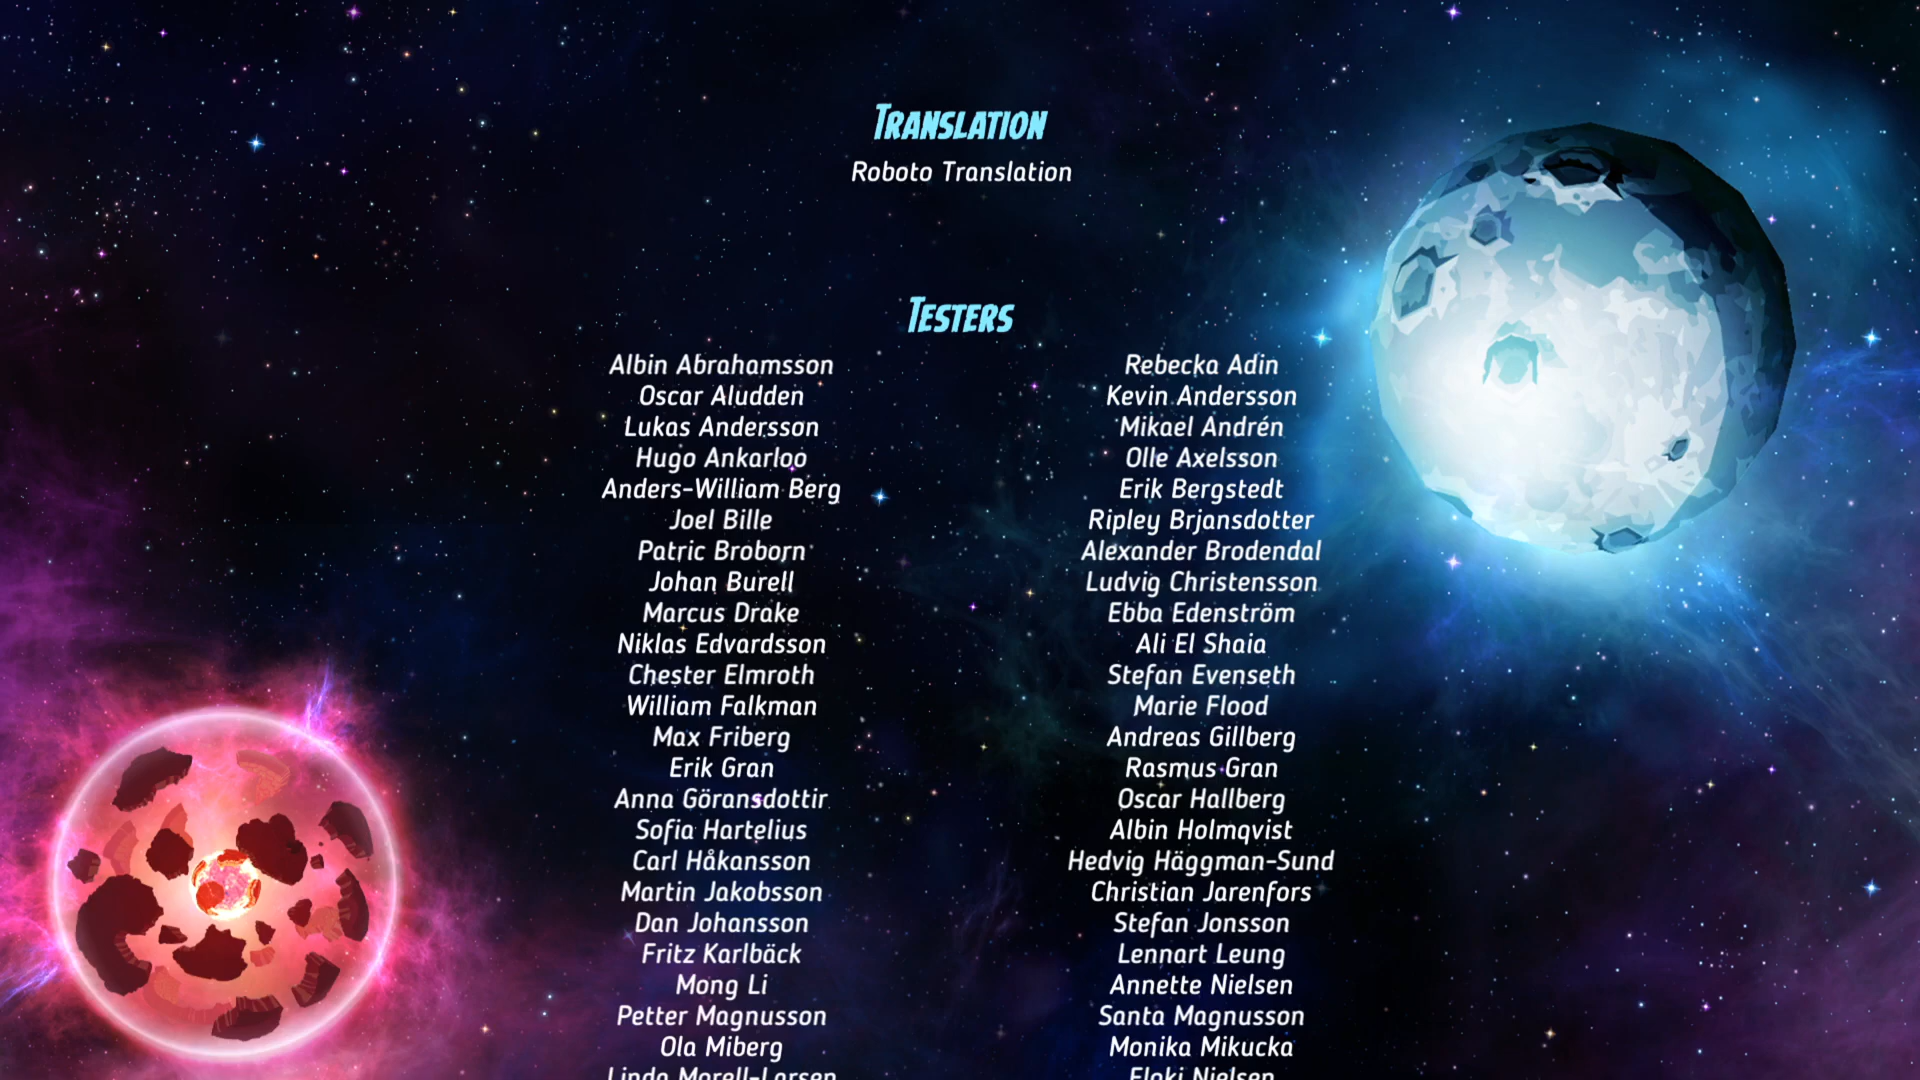 Translation
Roboto Translation
Testers
Albin Abrahamsson Rebecka Adin
Oscar Aludden Kevin Andersson
Lukas Andersson Mikael Andrén
Hugo Ankarloo Olle Axelsson
Anders-William Berg Erik Bergstedt
Joel Bille Ripley Brjansdotter
Patric Broborn Alexander Brodendal
Johan Burell Ludvig Christensson
Marcus Drake Ebba Edenström
Niklas Edvardsson Ali El Shaia
Chester Elmroth Stefan Evenseth
William Falkman Marie Flood
Max Friberg Andreas Gillberg
Erik Gran Rasmus Gran
Anna Göransdottir Oscar Hallberg
Sofia Hartelius Albin Holmqvist
Carl Håkansson Hedvig Häggman-Sund
Martin Jakobsson Christian Jarenfors
Dan Johansson Stefan Jonsson
Fritz Karlbäck Lennart Leung
Mong Li Annette Nielsen
Petter Magnusson Santa Magnusson
Ola Miberg Monika Mikucka
Linda Morell-Larsen Floki Nielsen